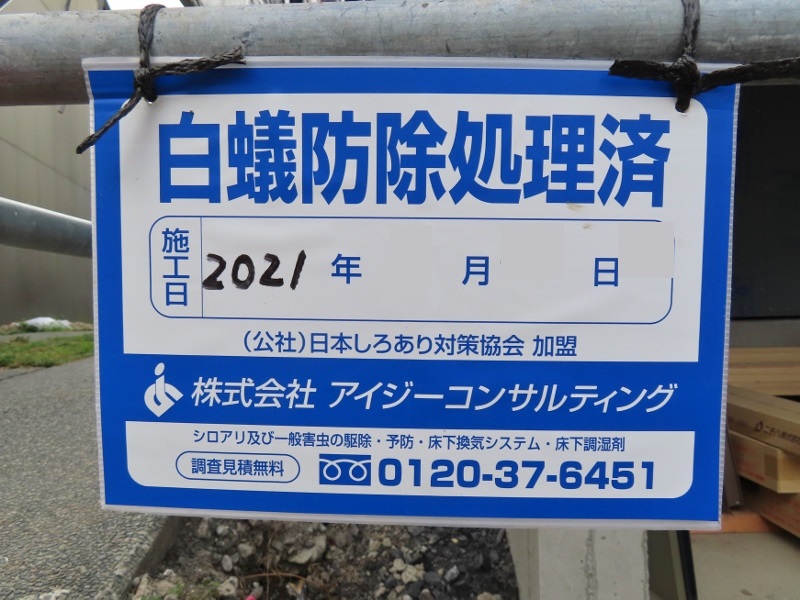 白蟻防除処理済
施工日 2021 年 月 日
(公社)日本しろあり対策協会 加盟
株式会社 アイジーコンサルティング
シロアリ及び一般害虫の駆除・予防・床下換気システム・床下調湿剤
調査見積無料 0120-37-6451